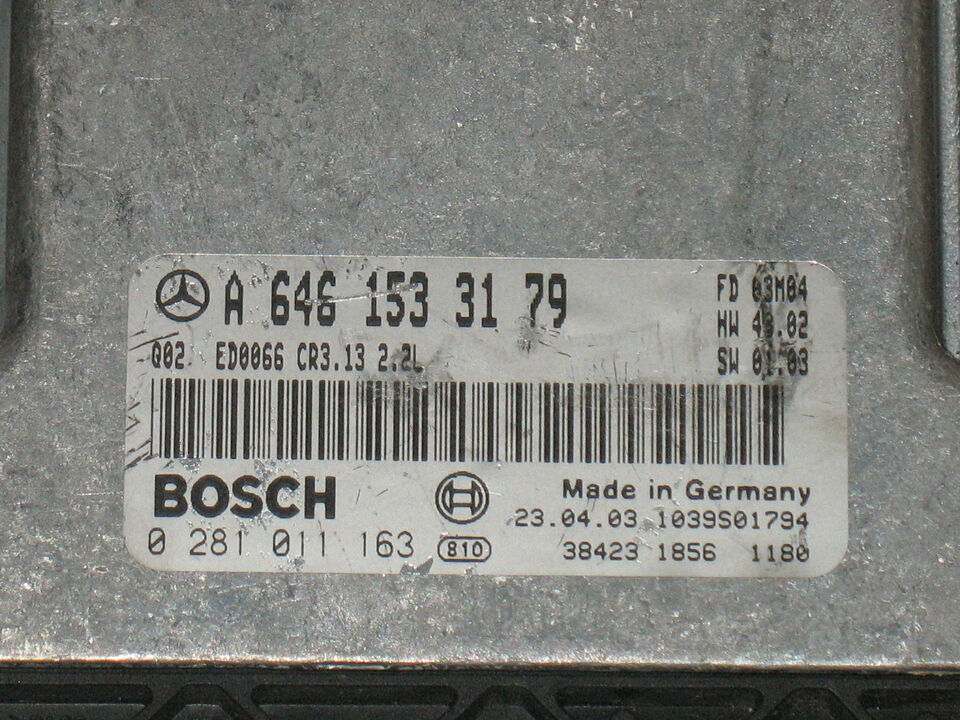 A 646 153 31 79
FD 03M04
HW 43.02
SW 01.03
Q02 ED0066 CR3.13 2.2L
BOSCH
Made in Germany
23.04.03 1039S01794
0 281 011 163
810
38423 1856 1180